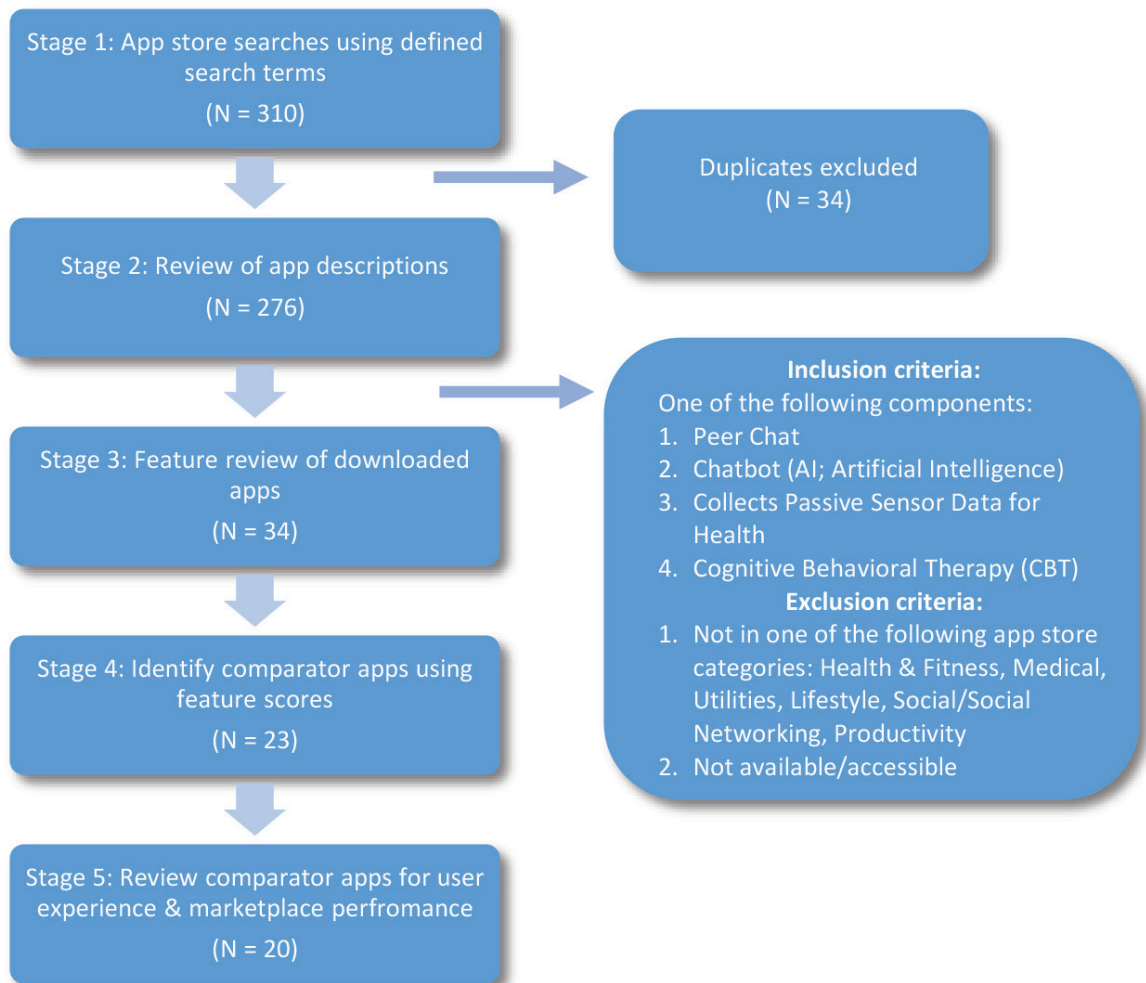 Stage 1: App store searches using defined
search terms
(N = 310)
Duplicates excluded
(N = 34)
Stage 2: Review of app descriptions
(N = 276)
Inclusion criteria:
One of the following components:
1. Peer Chat
2. Chatbot (AI; Artificial Intelligence)
3. Collects Passive Sensor Data for
Health
4. Cognitive Behavioral Therapy (CBT)
Exclusion criteria:
1. Not in one of the following app store
categories: Health & Fitness, Medical,
Utilities, Lifestyle, Social/Social
Networking, Productivity
2. Not available/accessible
Stage 3: Feature review of downloaded
apps
(N = 34)
Stage 4: Identify comparator apps using
feature scores
(N = 23)
Stage 5: Review comparator apps for user
experience & marketplace perfromance
(N = 20)